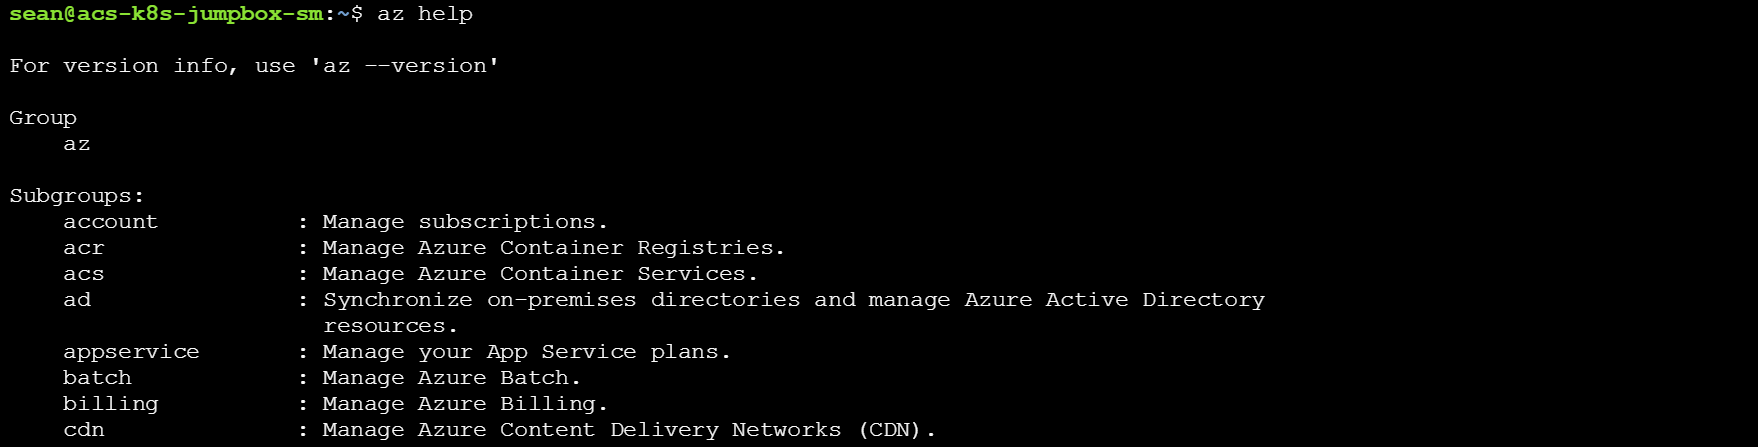 sean@acs-k8s-jumpbox-sm:~$ az help
For version info, use 'az --version'
Group
az
Subgroups:
account : Manage subscriptions.
acr : Manage Azure Container Registries.
acs : Manage Azure Container Services.
ad : Synchronize on-premises directories and manage Azure Active Directory
resources.
appservice : Manage your App Service plans.
batch : Manage Azure Batch.
billing : Manage Azure Billing.
cdn : Manage Azure Content Delivery Networks (CDN).